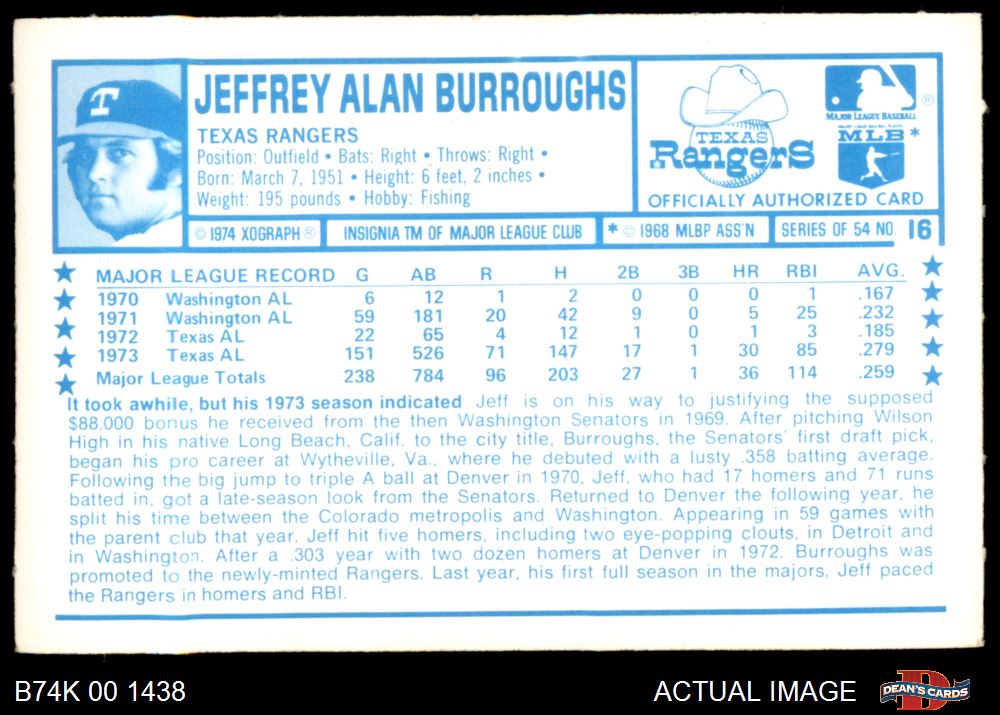 T
JEFFREY ALAN BURROUGHS
TEXAS RANGERS
Position: Outfield • Bats: Right • Throws: Right •
Born: March 7, 1951 • Height: 6 feet, 2 inches •
Weight: 195 pounds • Hobby: Fishing
TEXAS
Rangers
MAJOR LEAGUE BASEBALL
®
MLB*
OFFICIALLY AUTHORIZED CARD
© 1974 XOGRAPH ®
INSIGNIA TM OF MAJOR LEAGUE CLUB
* © 1968 MLBP ASS'N
SERIES OF 54 NO. 16
MAJOR LEAGUE RECORD G AB R H 2B 3B HR RBI AVG.
1970 Washington AL 6 12 1 2 0 0 0 1 .167
1971 Washington AL 59 181 20 42 9 0 5 25 .232
1972 Texas AL 22 65 4 12 1 0 1 3 .185
1973 Texas AL 151 526 71 147 17 1 30 85 .279
Major League Totals 238 784 96 203 27 1 36 114 .259
It took awhile, but his 1973 season indicated Jeff is on his way to justifying the supposed
$88,000 bonus he received from the then Washington Senators in 1969. After pitching Wilson
High in his native Long Beach, Calif. to the city title, Burroughs, the Senators' first draft pick,
began his pro career at Wytheville, Va., where he debuted with a lusty .358 batting average.
Following the big jump to triple A ball at Denver in 1970, Jeff, who had 17 homers and 71 runs
batted in, got a late-season look from the Senators. Returned to Denver the following year, he
split his time between the Colorado metropolis and Washington. Appearing in 59 games with
the parent club that year, Jeff hit five homers, including two eye-popping clouts, in Detroit and
in Washington. After a .303 year with two dozen homers at Denver in 1972, Burroughs was
promoted to the newly-minted Rangers. Last year, his first full season in the majors, Jeff paced
the Rangers in homers and RBI.
B74K 00 1438
ACTUAL IMAGE
D
DEAN'S CARDS